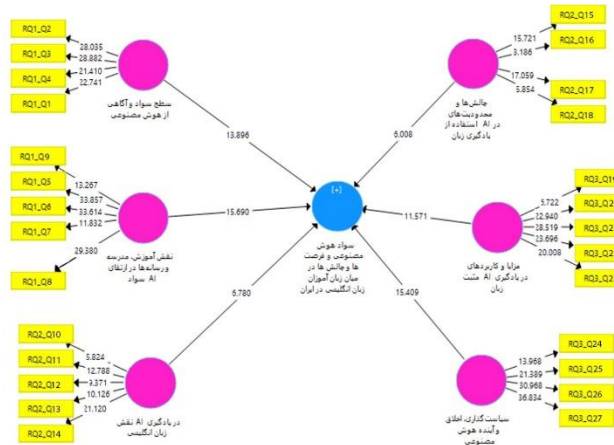 RQ1_Q2
RQ1_Q3
RQ1_Q4
RQ1_Q1
28.035
28.882
21.410
22.741
سطح سواد و آگاهی
از هوش مصنوعی
13.896
RQ2_Q15
RQ2_Q16
RQ2_Q17
RQ2_Q18
15.721
3.186
17.059
5.854
چالش‌ها و
محدودیت‌های
استفاده از AI در
یادگیری زبان
6.008
RQ1_Q9
RQ1_Q5
RQ1_Q6
RQ1_Q7
RQ1_Q8
13.267
33.857
33.614
11.832
29.380
نقش آموزش، مدرسه
و رسانه‌ها در ارتقای
سواد AI
15.690
[+]
سواد هوش
مصنوعی و فرصت
ها و چالش ها در
میان زبان آموزان
زبان انگلیسی در ایران
11.571
RQ3_Q19
RQ3_Q2
RQ3_Q2
RQ3_Q2
RQ3_Q2
5.722
22.940
28.519
23.696
20.008
مزایا و کاربردهای
مثبت AI در یادگیری
زبان
6.780
15.409
RQ2_Q10
RQ2_Q11
RQ2_Q12
RQ2_Q13
RQ2_Q14
5.824
12.788
9.371
10.126
21.120
نقش AI در یادگیری
زبان انگلیسی
RQ3_Q24
RQ3_Q25
RQ3_Q26
RQ3_Q27
13.968
21.389
30.968
36.834
سیاست گذاری، اخلاق
و آینده هوش
مصنوعی